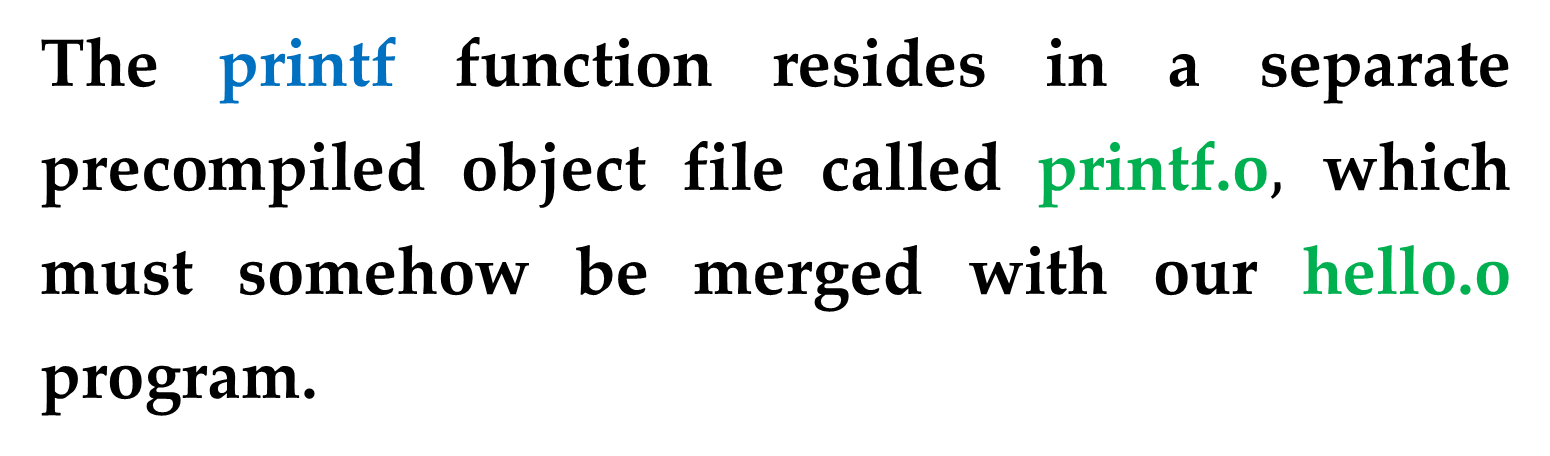 The printf function resides in a separate
precompiled object file called printf.o, which
must somehow be merged with our hello.o
program.